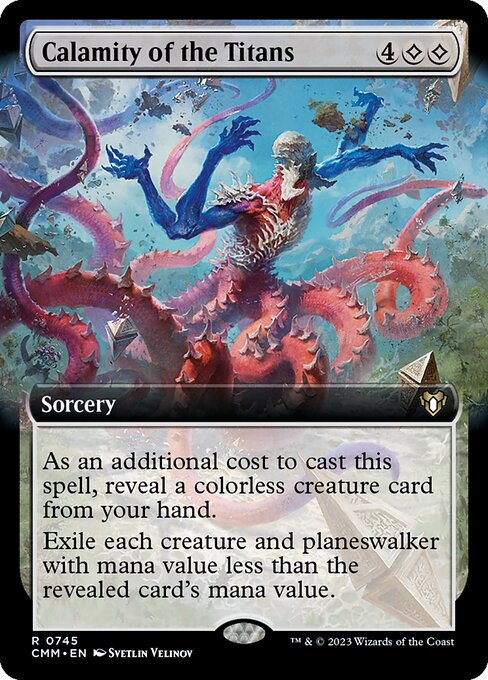 Calamity of the Titans 4
Sorcery
As an additional cost to cast this
spell, reveal a colorless creature card
from your hand.
Exile each creature and planeswalker
with mana value less than the
revealed card's mana value.
R 0745
CMM • EN Svetlin Velinov
™ & © 2023 Wizards of the Coast